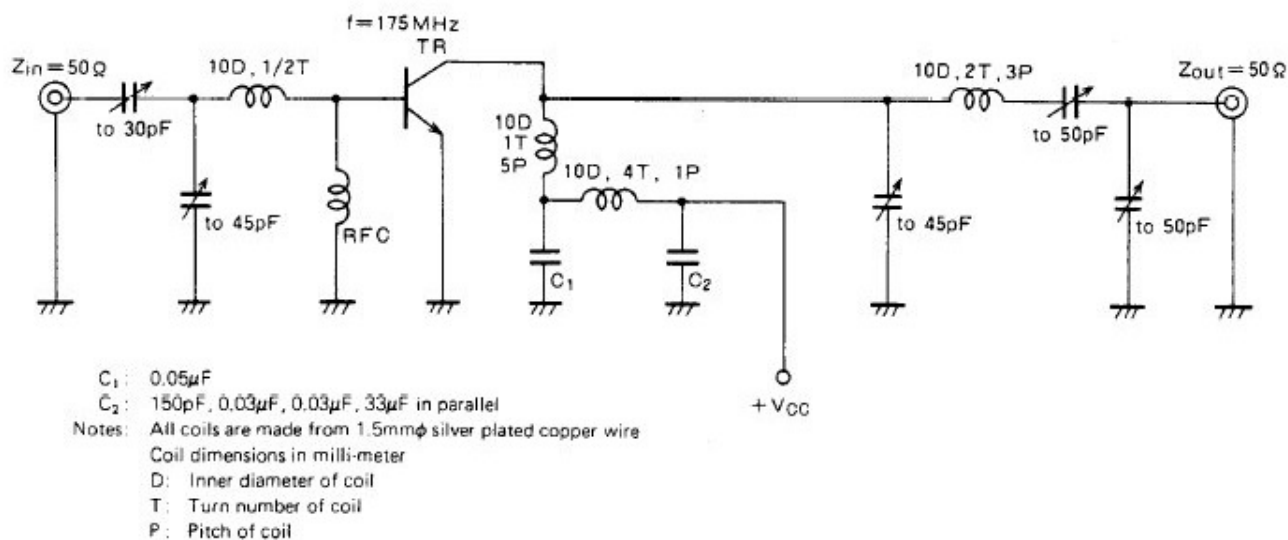 f=175MHz
TR
Zin=50Ω
10D, 1/2T
10D, 2T, 3P
Zout=50Ω
to 30pF
10D
1T
5P
to 50pF
10D, 4T, 1P
to 45pF
RFC
to 45pF
to 50pF
C1
C2
+VCC
C1: 0.05μF
C2: 150pF, 0.03μF, 0.03μF, 33μF in parallel
Notes: All coils are made from 1.5mmϕ silver plated copper wire
Coil dimensions in milli-meter
D: Inner diameter of coil
T: Turn number of coil
P: Pitch of coil